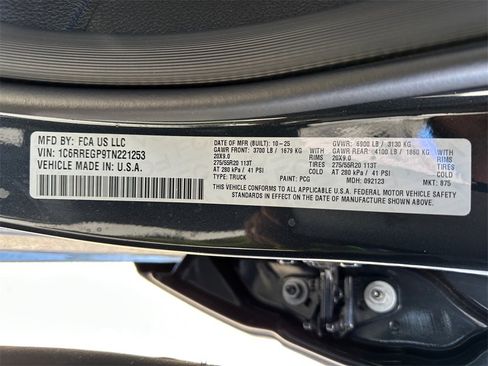 MFD BY: FCA US LLC
VIN: 1C6RREGP9TN221253
VEHICLE MADE IN: U.S.A.
DATE OF MFR (BUILT): 10-25 GVWR: 6900 LB / 3130 KG
GAWR FRONT: 3700 LB / 1679 KG WITH GAWR REAR: 4100 LB / 1860 KG WITH
20X9.0 RIMS 20X9.0 RIMS
275/55R20 113T TIRES 275/55R20 113T TIRES
AT 280 kPa / 41 PSI COLD AT 280 kPa / 41 PSI COLD
TYPE: TRUCK PAINT: PCG MDH: 092123 MKT: 875
THIS VEHICLE CONFORMS TO ALL APPLICABLE U.S.A. FEDERAL MOTOR VEHICLE SAFETY
STANDARDS IN EFFECT ON THE DATE OF MANUFACTURE SHOWN ABOVE.